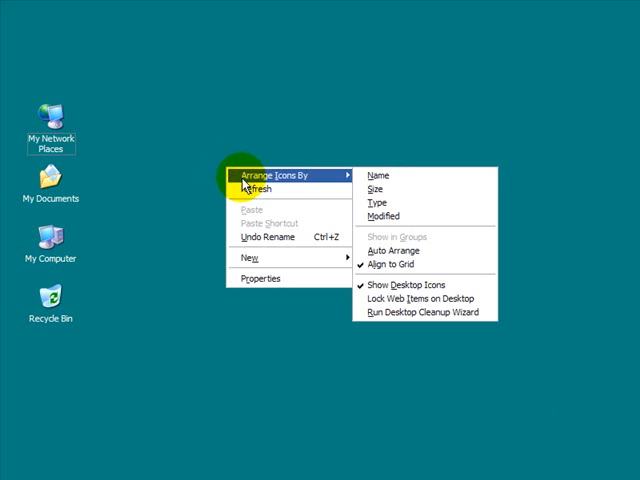 My Network
Places
My Documents
My Computer
Recycle Bin
Arrange Icons By
Refresh
Paste
Paste Shortcut
Undo Rename Ctrl+Z
New
Properties
Name
Size
Type
Modified
Show in Groups
Auto Arrange
Align to Grid
Show Desktop Icons
Lock Web Items on Desktop
Run Desktop Cleanup Wizard